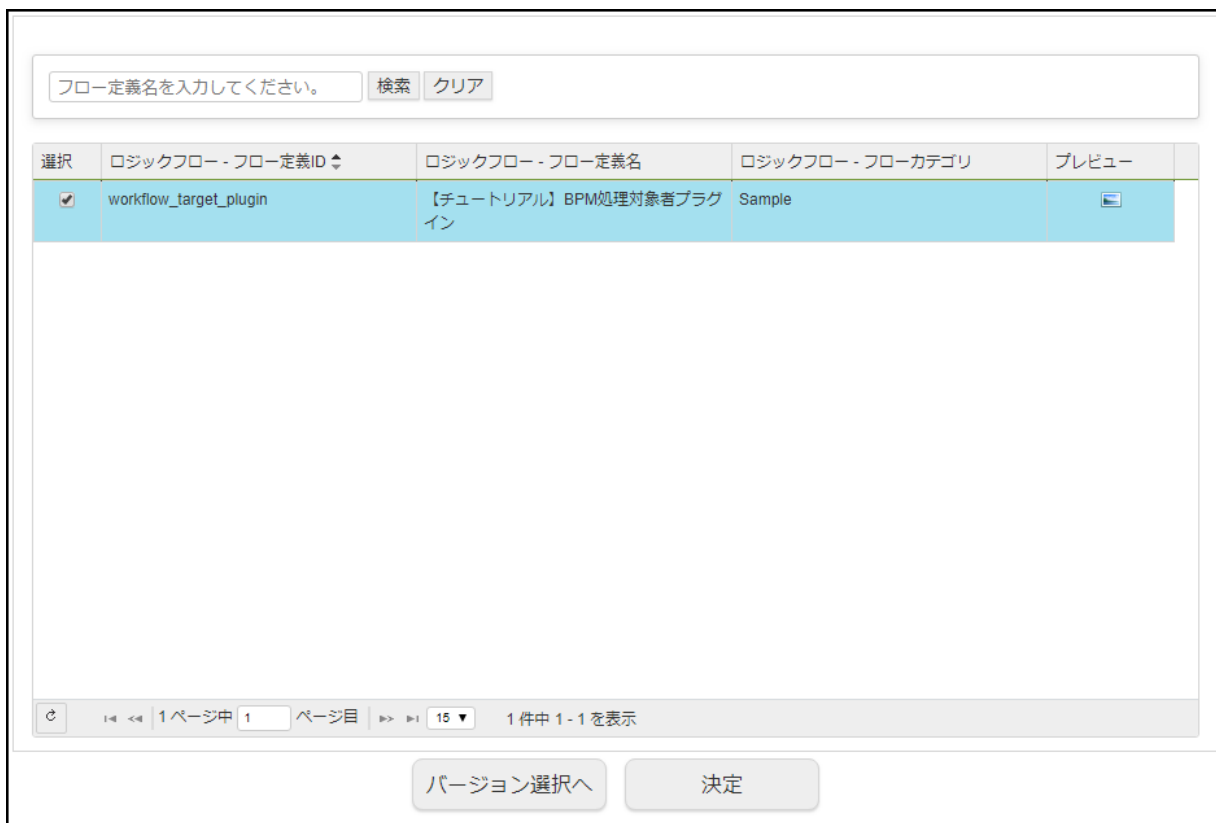 フロー定義名を入力してください。 検索 クリア
選択 ロジックフロー - フロー定義ID ロジックフロー - フロー定義名 ロジックフロー - フローカテゴリ プレビュー
workflow_target_plugin 【チュートリアル】BPM処理対象者プラグ Sample
イン
1 ページ中 1 ページ目 15 ▼ 1 件中 1 - 1 を表示
バージョン選択へ 決定